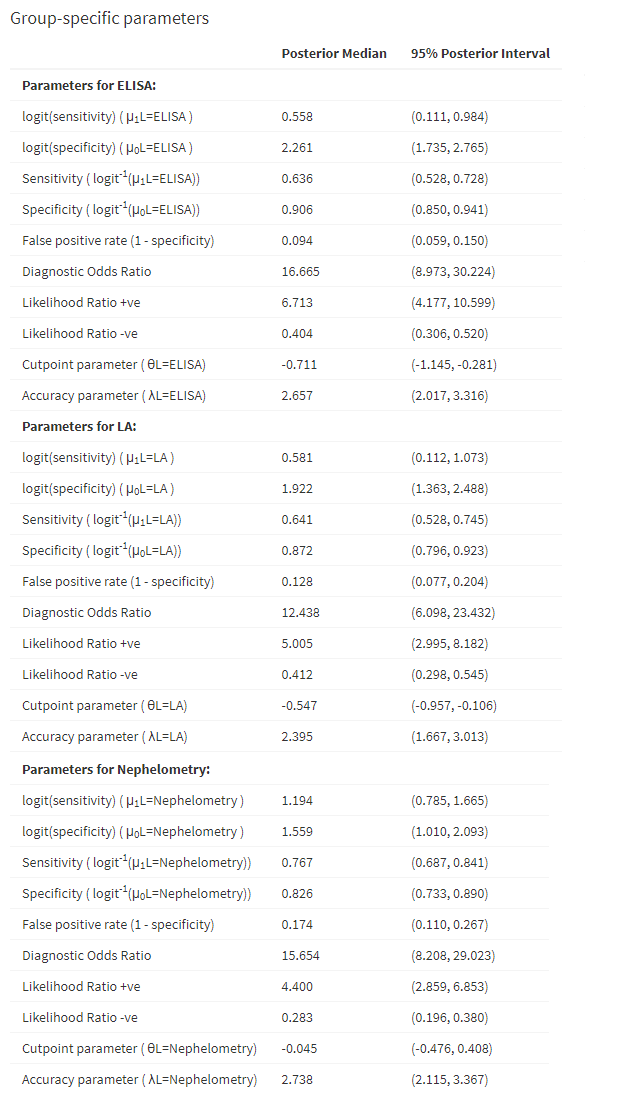 Group-specific parameters
Posterior Median 95% Posterior Interval
Parameters for ELISA:
logit(sensitivity) ( μ₁L=ELISA ) 0.558 (0.111, 0.984)
logit(specificity) ( μ₀L=ELISA ) 2.261 (1.735, 2.765)
Sensitivity ( logit⁻¹(μ₁L=ELISA)) 0.636 (0.528, 0.728)
Specificity ( logit⁻¹(μ₀L=ELISA)) 0.906 (0.850, 0.941)
False positive rate (1 - specificity) 0.094 (0.059, 0.150)
Diagnostic Odds Ratio 16.665 (8.973, 30.224)
Likelihood Ratio +ve 6.713 (4.177, 10.599)
Likelihood Ratio -ve 0.404 (0.306, 0.520)
Cutpoint parameter ( θL=ELISA) -0.711 (-1.145, -0.281)
Accuracy parameter ( λL=ELISA) 2.657 (2.017, 3.316)
Parameters for LA:
logit(sensitivity) ( μ₁L=LA ) 0.581 (0.112, 1.073)
logit(specificity) ( μ₀L=LA ) 1.922 (1.363, 2.488)
Sensitivity ( logit⁻¹(μ₁L=LA)) 0.641 (0.528, 0.745)
Specificity ( logit⁻¹(μ₀L=LA)) 0.872 (0.796, 0.923)
False positive rate (1 - specificity) 0.128 (0.077, 0.204)
Diagnostic Odds Ratio 12.438 (6.098, 23.432)
Likelihood Ratio +ve 5.005 (2.995, 8.182)
Likelihood Ratio -ve 0.412 (0.298, 0.545)
Cutpoint parameter ( θL=LA) -0.547 (-0.957, -0.106)
Accuracy parameter ( λL=LA) 2.395 (1.667, 3.013)
Parameters for Nephelometry:
logit(sensitivity) ( μ₁L=Nephelometry ) 1.194 (0.785, 1.665)
logit(specificity) ( μ₀L=Nephelometry ) 1.559 (1.010, 2.093)
Sensitivity ( logit⁻¹(μ₁L=Nephelometry)) 0.767 (0.687, 0.841)
Specificity ( logit⁻¹(μ₀L=Nephelometry)) 0.826 (0.733, 0.890)
False positive rate (1 - specificity) 0.174 (0.110, 0.267)
Diagnostic Odds Ratio 15.654 (8.208, 29.023)
Likelihood Ratio +ve 4.400 (2.859, 6.853)
Likelihood Ratio -ve 0.283 (0.196, 0.380)
Cutpoint parameter ( θL=Nephelometry) -0.045 (-0.476, 0.408)
Accuracy parameter ( λL=Nephelometry) 2.738 (2.115, 3.367)